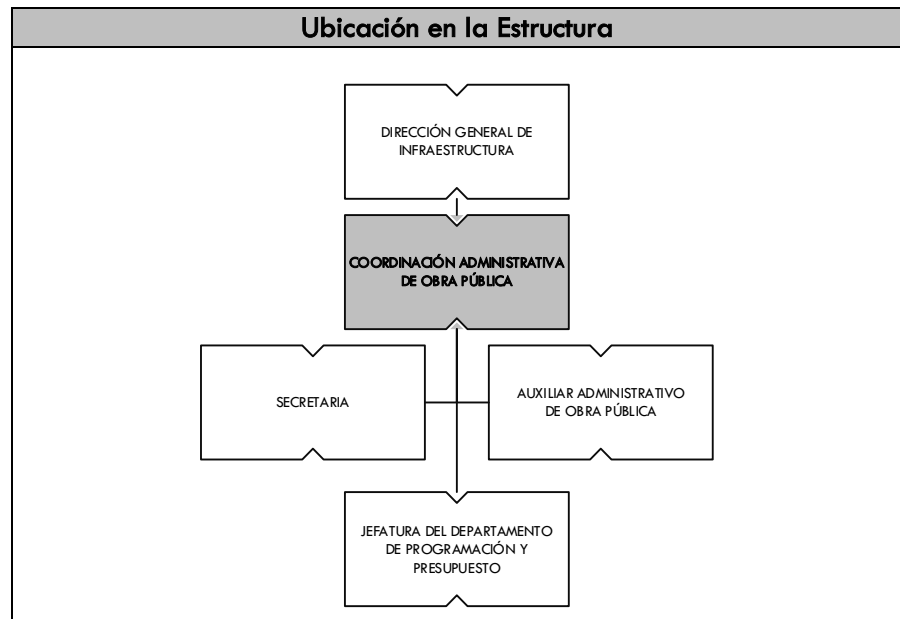 Ubicación en la Estructura
DIRECCIÓN GENERAL DE
INFRAESTRUCTURA
COORDINACIÓN ADMINISTRATIVA
DE OBRA PÚBLICA
SECRETARIA
AUXILIAR ADMINISTRATIVO
DE OBRA PÚBLICA
JEFATURA DEL DEPARTAMENTO
DE PROGRAMACIÓN Y
PRESUPUESTO